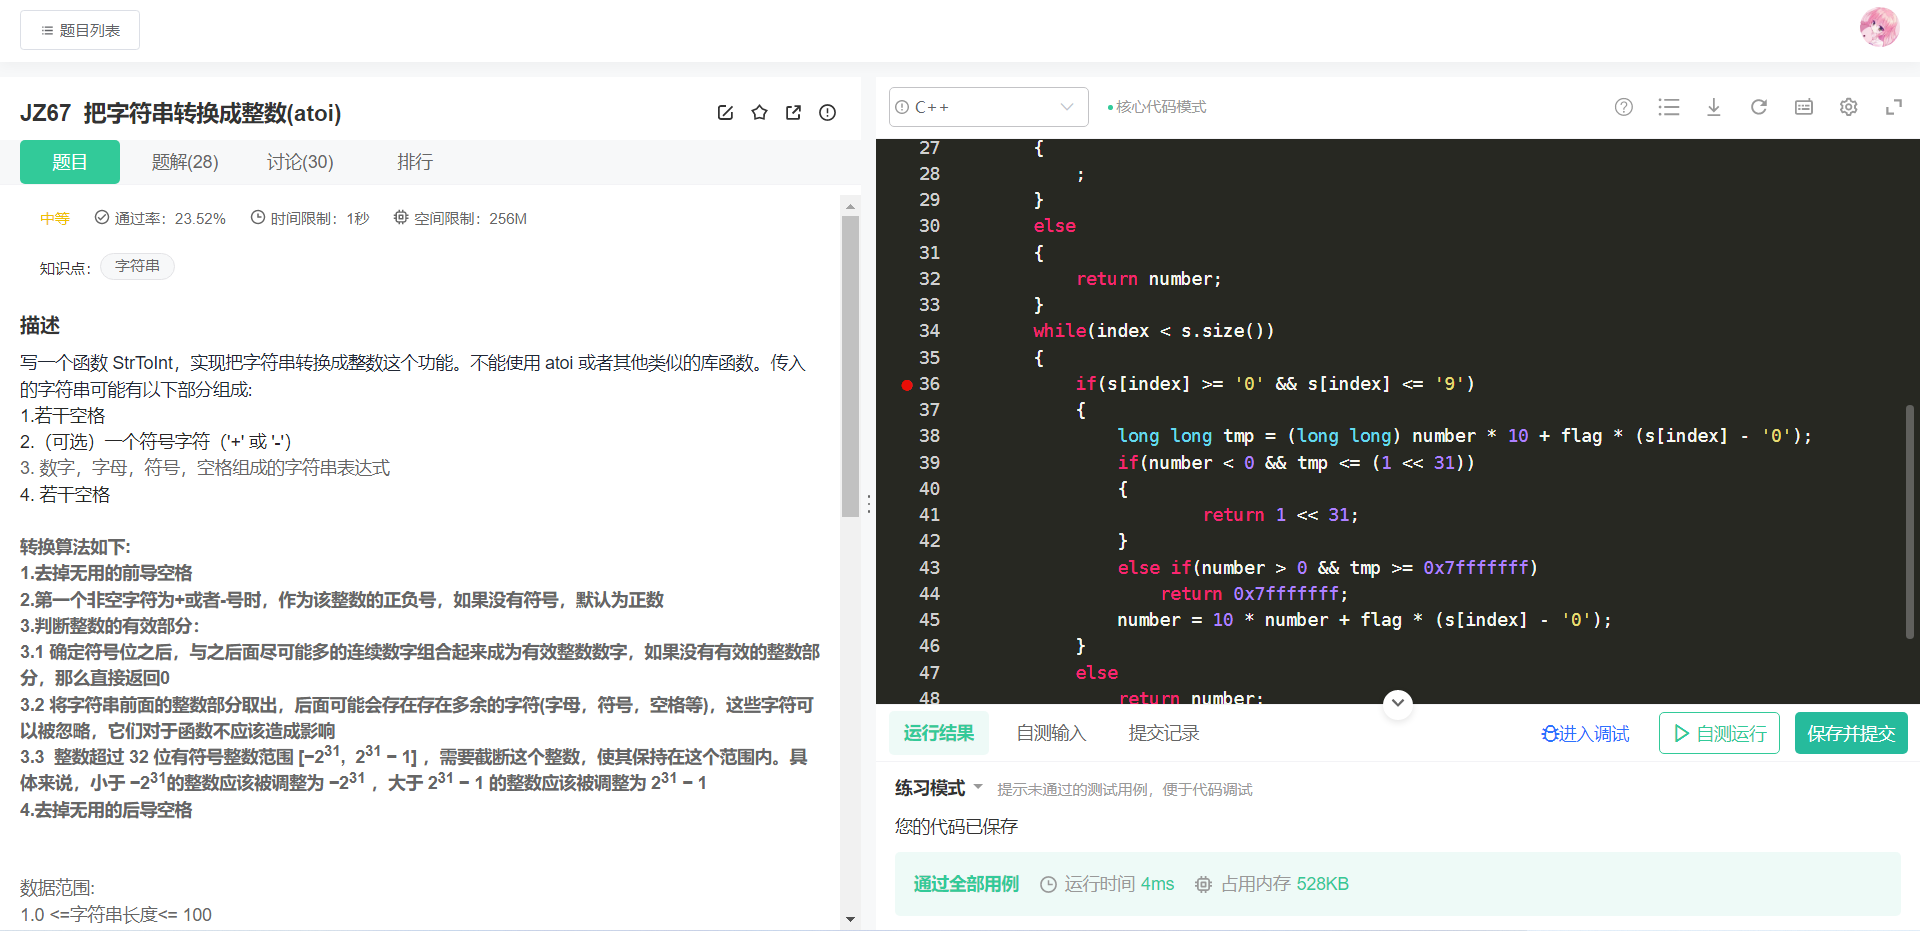 题目列表
JZ67 把字符串转换成整数(atoi)
题目 题解(28) 讨论(30) 排行
中等 通过率：23.52% 时间限制：1秒 空间限制：256M
知识点： 字符串
描述
写一个函数 StrToInt，实现把字符串转换成整数这个功能。不能使用 atoi 或者其他类似的库函数。传入
的字符串可能有以下部分组成:
1.若干空格
2.（可选）一个符号字符（'+' 或 '-'）
3. 数字，字母，符号，空格组成的字符串表达式
4. 若干空格
转换算法如下:
1.去掉无用的前导空格
2.第一个非空字符为+或者-号时，作为该整数的正负号，如果没有符号，默认为正数
3.判断整数的有效部分：
3.1 确定符号位之后，与之后面尽可能多的连续数字组合起来成为有效整数数字，如果没有有效的整数部
分，那么直接返回0
3.2 将字符串前面的整数部分取出，后面可能会存在存在多余的字符(字母，符号，空格等)，这些字符可
以被忽略，它们对于函数不应该造成影响
3.3 整数超过 32 位有符号整数范围 [−2^31, 2^31 − 1] ，需要截断这个整数，使其保持在这个范围内。具
体来说，小于 −2^31的整数应该被调整为 −2^31 ，大于 2^31 − 1 的整数应该被调整为 2^31 − 1
4.去掉无用的后导空格
数据范围:
1.0 <=字符串长度<= 100
C++ 核心代码模式
27 {
28 ;
29 }
30 else
31 {
32 return number;
33 }
34 while(index < s.size())
35 {
36 if(s[index] >= '0' && s[index] <= '9')
37 {
38 long long tmp = (long long) number * 10 + flag * (s[index] - '0');
39 if(number < 0 && tmp <= (1 << 31))
40 {
41 return 1 << 31;
42 }
43 else if(number > 0 && tmp >= 0x7fffffff)
44 return 0x7fffffff;
45 number = 10 * number + flag * (s[index] - '0');
46 }
47 else
48 return number;
运行结果 自测输入 提交记录 进入调试 自测运行 保存并提交
练习模式 提示未通过的测试用例，便于代码调试
您的代码已保存
通过全部用例 运行时间 4ms 占用内存 528KB